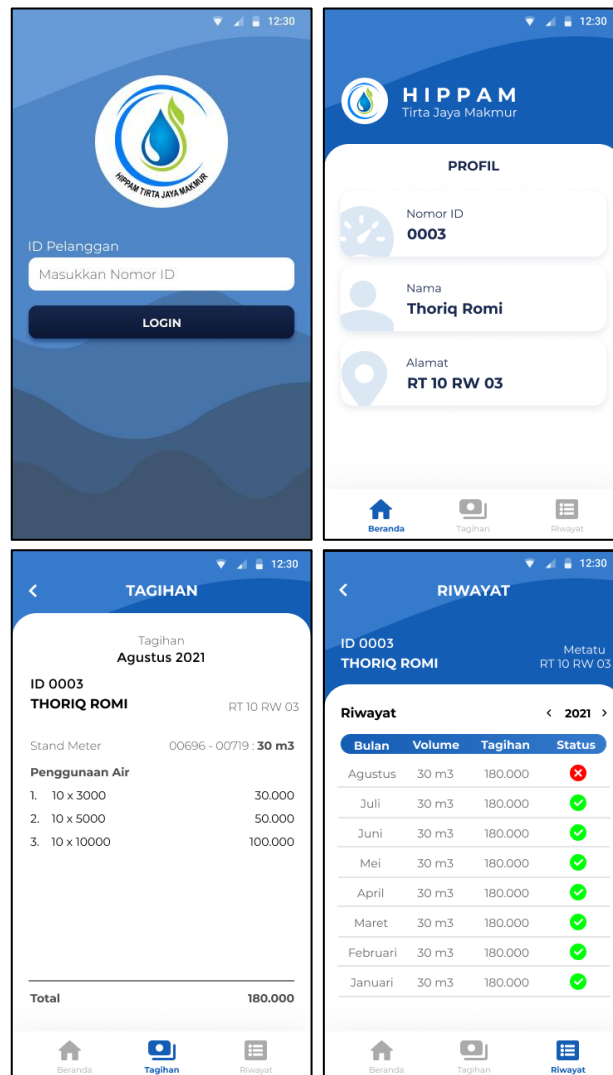 12:30
HIPPAM TIRTA JAYA MAKMUR
ID Pelanggan
Masukkan Nomor ID
LOGIN
12:30
HIPPAM
Tirta Jaya Makmur
PROFIL
Nomor ID
0003
Nama
Thoriq Romi
Alamat
RT 10 RW 03
Beranda Tagihan Riwayat
12:30
TAGIHAN
Tagihan
Agustus 2021
ID 0003
THORIQ ROMI RT 10 RW 03
Stand Meter 00696 - 00719 : 30 m3
Penggunaan Air
1. 10 x 3000 30.000
2. 10 x 5000 50.000
3. 10 x 10000 100.000
Total 180.000
Beranda Tagihan Riwayat
12:30
RIWAYAT
ID 0003 Metatu
THORIQ ROMI RT 10 RW 03
Riwayat < 2021 >
Bulan Volume Tagihan Status
Agustus 30 m3 180.000
Juli 30 m3 180.000
Juni 30 m3 180.000
Mei 30 m3 180.000
April 30 m3 180.000
Maret 30 m3 180.000
Februari 30 m3 180.000
Januari 30 m3 180.000
Beranda Tagihan Riwayat